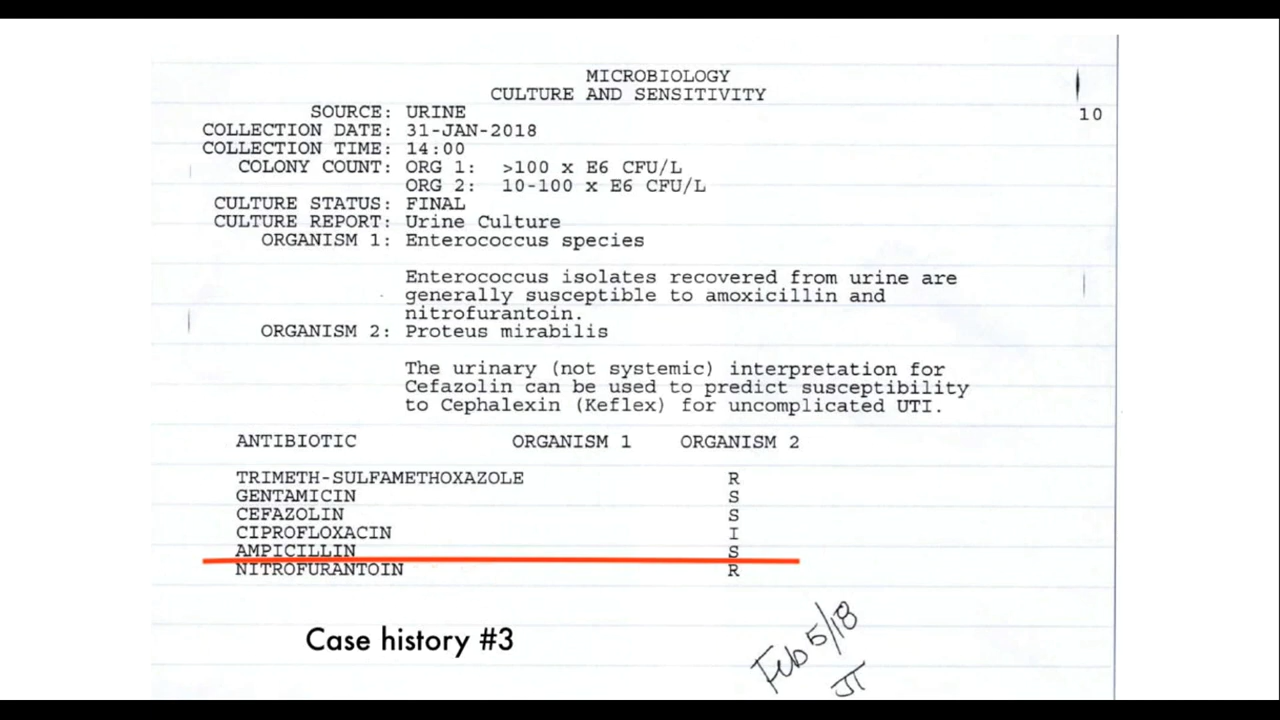 MICROBIOLOGY
CULTURE AND SENSITIVITY
10
SOURCE: URINE
COLLECTION DATE: 31-JAN-2018
COLLECTION TIME: 14:00
COLONY COUNT: ORG 1: >100 x E6 CFU/L
ORG 2: 10-100 x E6 CFU/L
CULTURE STATUS: FINAL
CULTURE REPORT: Urine Culture
ORGANISM 1: Enterococcus species
Enterococcus isolates recovered from urine are
generally susceptible to amoxicillin and
nitrofurantoin.
ORGANISM 2: Proteus mirabilis
The urinary (not systemic) interpretation for
Cefazolin can be used to predict susceptibility
to Cephalexin (Keflex) for uncomplicated UTI.
ANTIBIOTIC ORGANISM 1 ORGANISM 2
TRIMETH-SULFAMETHOXAZOLE R
GENTAMICIN S
CEFAZOLIN S
CIPROFLOXACIN I
AMPICILLIN S
NITROFURANTOIN R
Case history #3
Feb 5/18
JT